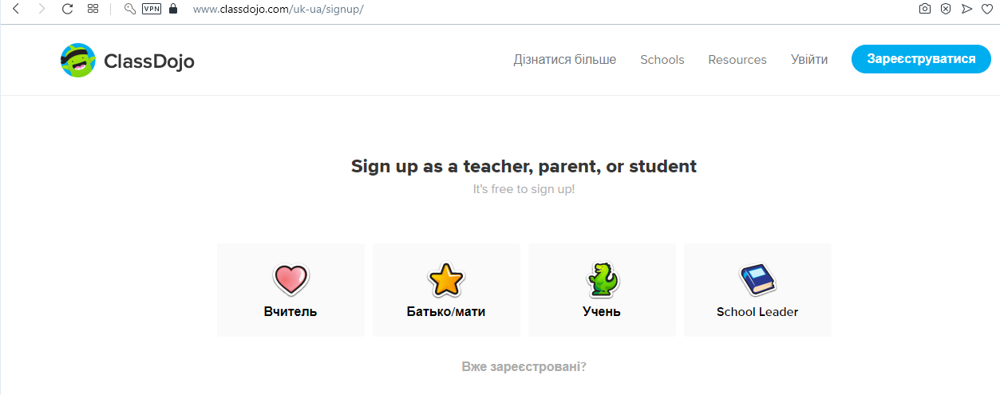 VPN www.classdojo.com/uk-ua/signup/
ClassDojo Дізнатися більше Schools Resources Увійти Зареєструватися
Sign up as a teacher, parent, or student
It's free to sign up!
Вчитель Батько/мати Учень School Leader
Вже зареєстровані?